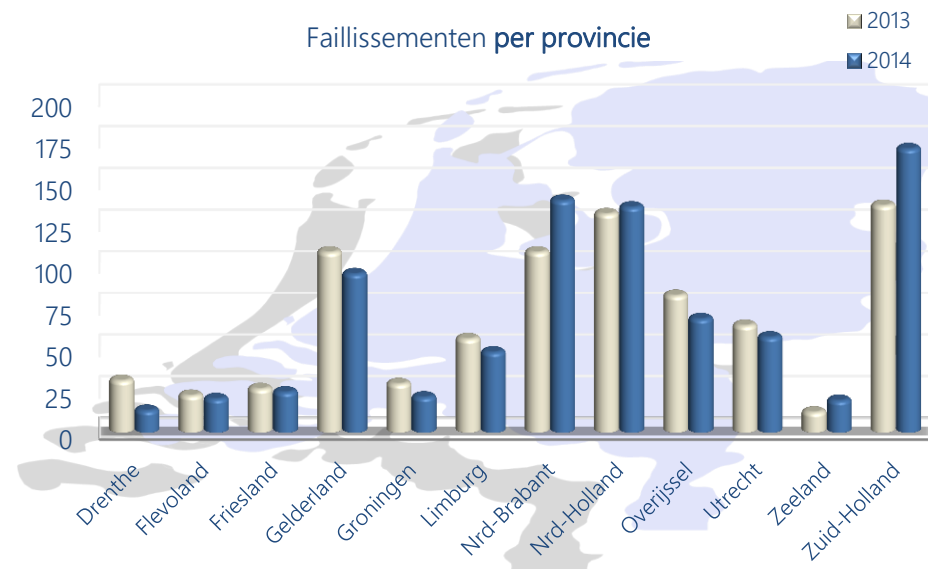 Faillissementen per provincie
2013
2014
200
175
150
125
100
75
50
25
0
Drenthe
Flevoland
Friesland
Gelderland
Groningen
Limburg
Nrd-Brabant
Nrd-Holland
Overijssel
Utrecht
Zeeland
Zuid-Holland